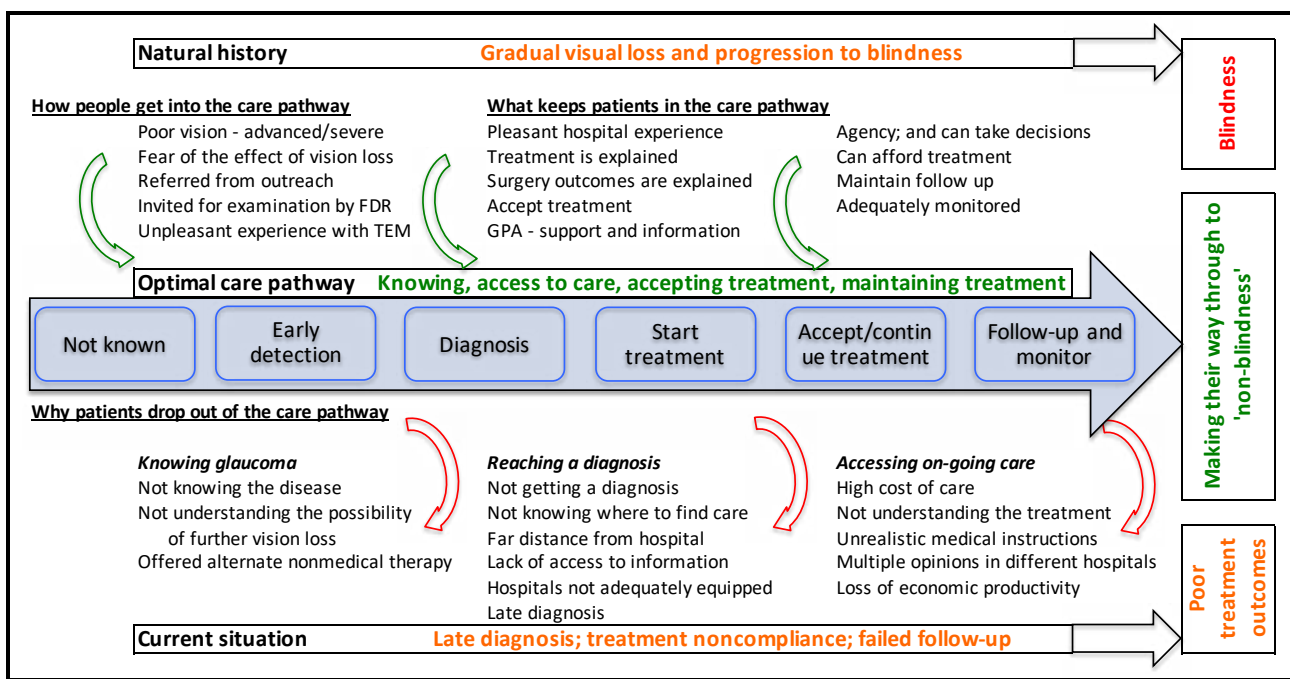 Natural history Gradual visual loss and progression to blindness
Blindness
How people get into the care pathway
Poor vision - advanced/severe
Fear of the effect of vision loss
Referred from outreach
Invited for examination by FDR
Unpleasant experience with TEM
What keeps patients in the care pathway
Pleasant hospital experience
Treatment is explained
Surgery outcomes are explained
Accept treatment
GPA - support and information
Agency; and can take decisions
Can afford treatment
Maintain follow up
Adequately monitored
Optimal care pathway Knowing, access to care, accepting treatment, maintaining treatment
Not known
Early
detection
Diagnosis
Start
treatment
Accept/contin
ue treatment
Follow-up and
monitor
Making their way through to
'non-blindness'
Why patients drop out of the care pathway
Knowing glaucoma
Not knowing the disease
Not understanding the possibility
of further vision loss
Offered alternate nonmedical therapy
Reaching a diagnosis
Not getting a diagnosis
Not knowing where to find care
Far distance from hospital
Lack of access to information
Hospitals not adequately equipped
Late diagnosis
Accessing on-going care
High cost of care
Not understanding the treatment
Unrealistic medical instructions
Multiple opinions in different hospitals
Loss of economic productivity
Current situation Late diagnosis; treatment noncompliance; failed follow-up
Poor
treatment
outcomes